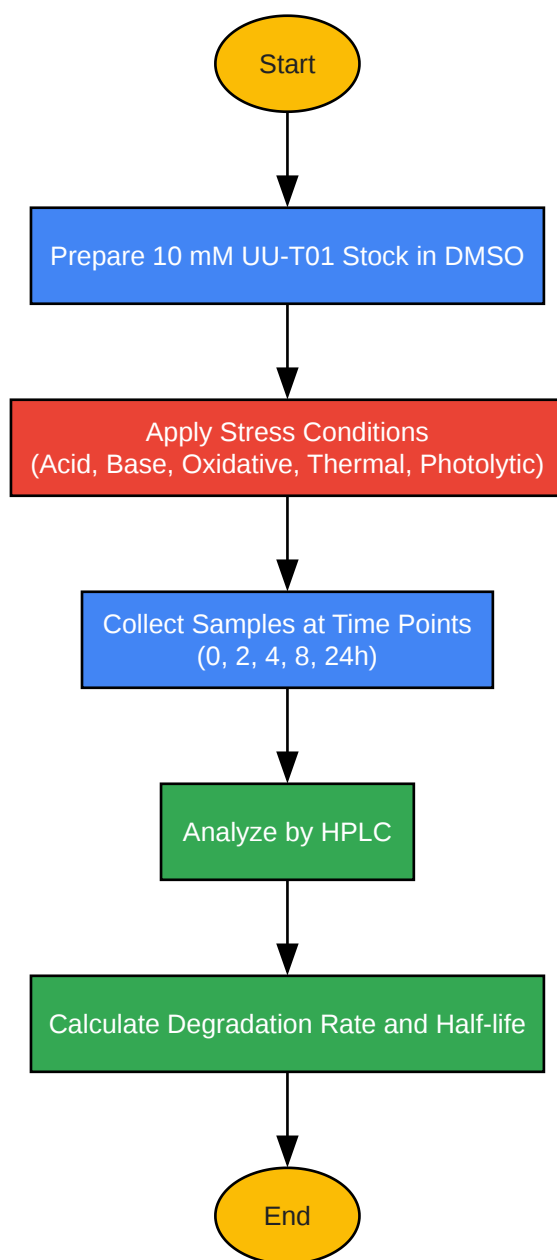 Start
Prepare 10 mM UU-T01 Stock in DMSO
Apply Stress Conditions
(Acid, Base, Oxidative, Thermal, Photolytic)
Collect Samples at Time Points
(0, 2, 4, 8, 24h)
Analyze by HPLC
Calculate Degradation Rate and Half-life
End